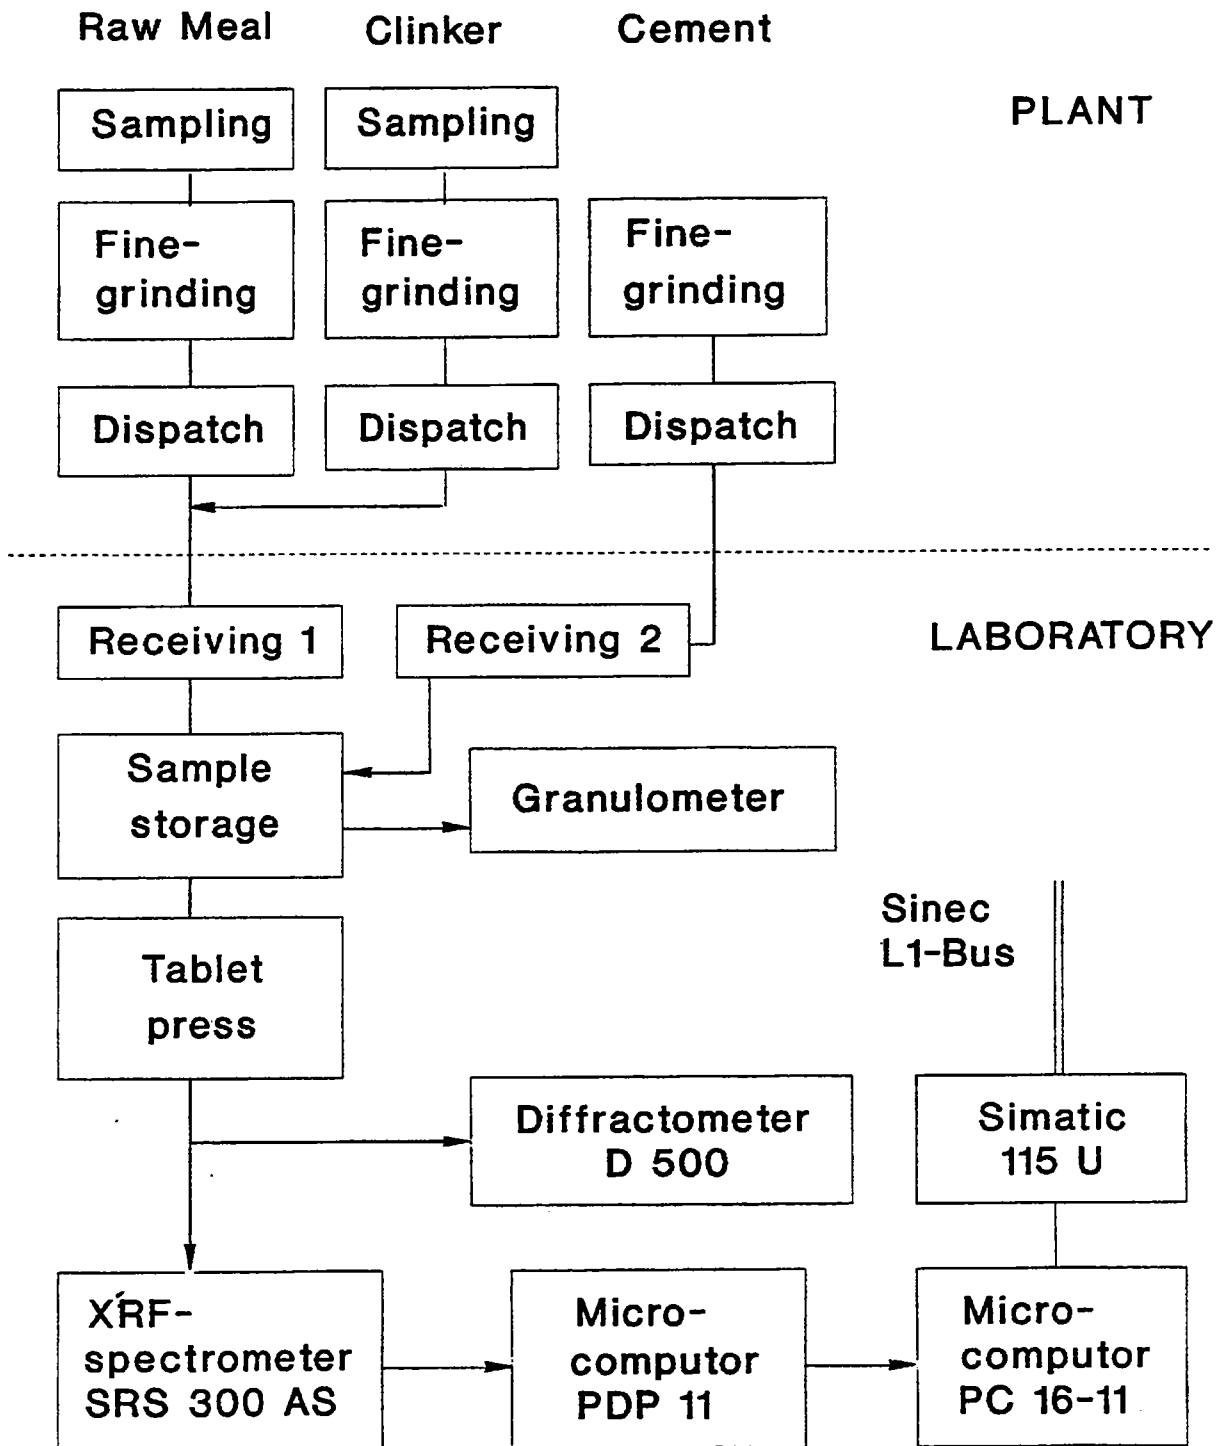 Raw Meal
Clinker
Cement
PLANT
Sampling
Sampling
Fine-
grinding
Fine-
grinding
Fine-
grinding
Dispatch
Dispatch
Dispatch
LABORATORY
Receiving 1
Receiving 2
Sample
storage
Granulometer
Sinec
L1-Bus
Tablet
press
Diffractometer
D 500
Simatic
115 U
XRF-
spectrometer
SRS 300 AS
Micro-
computor
PDP 11
Micro-
computor
PC 16-11